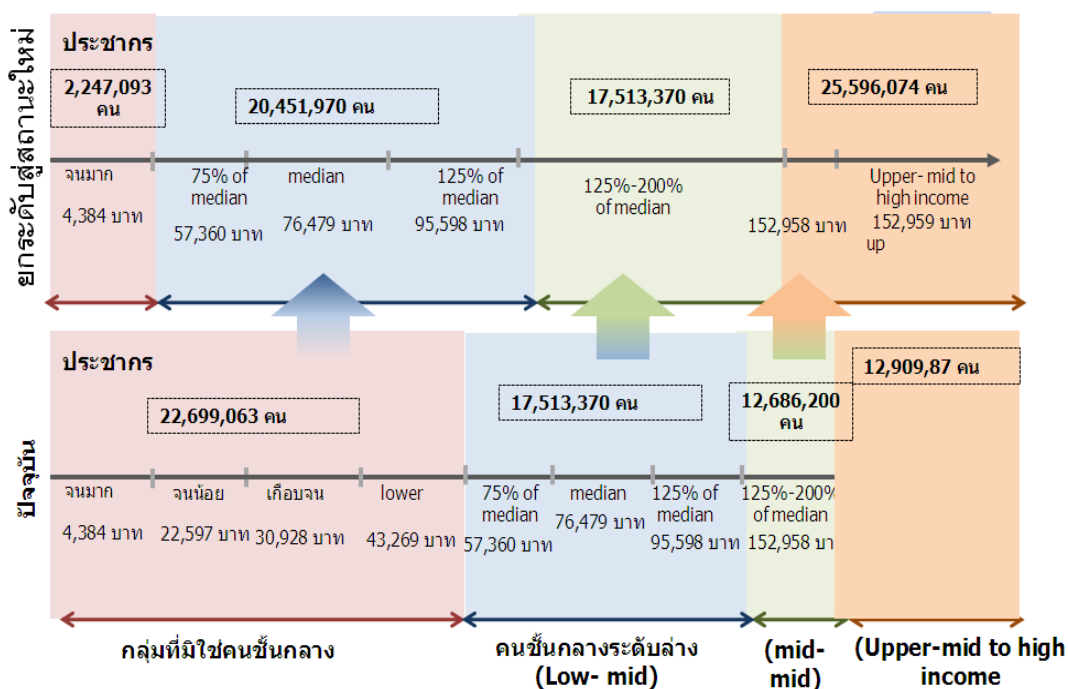 ยกระดับสู่สถานะใหม่
ประชากร
2,247,093
คน
20,451,970 คน
17,513,370 คน
25,596,074 คน
จนมาก
4,384 บาท
75% of
median
57,360 บาท
median
76,479 บาท
125% of
median
95,598 บาท
125%-200%
of median
152,958 บาท
Upper- mid to
high income
152,959 บาท
up
ปัจจุบัน
ประชากร
22,699,063 คน
17,513,370 คน
12,686,200
คน
12,909,87 คน
จนมาก
4,384 บาท
จนน้อย
22,597 บาท
เกือบจน
30,928 บาท
lower
43,269 บาท
75% of
median
57,360 บาท
median
76,479 บาท
125% of
median
95,598 บาท
125%-200%
of median
152,958 บา
กลุ่มที่มิใช่คนชั้นกลาง
คนชั้นกลางระดับล่าง
(Low- mid)
(mid-
mid)
(Upper-mid to high
income